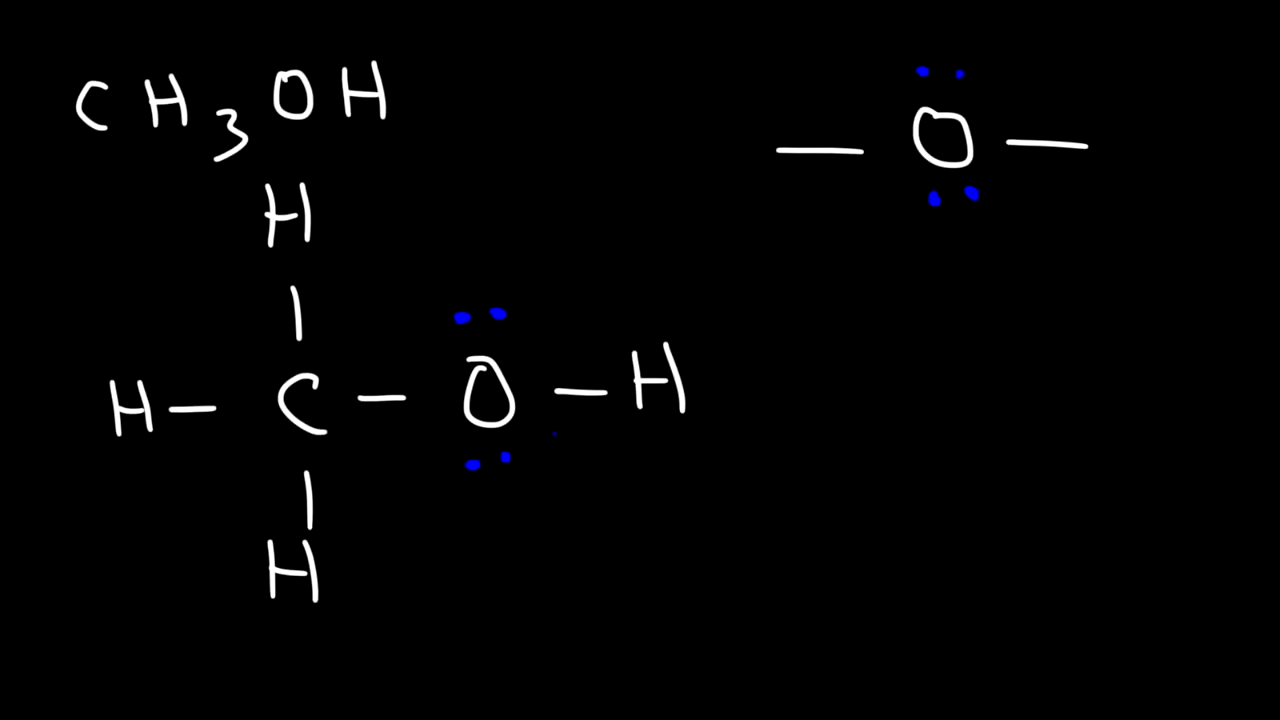 CH3OH
— O —
H
|
H — C — O — H
|
H